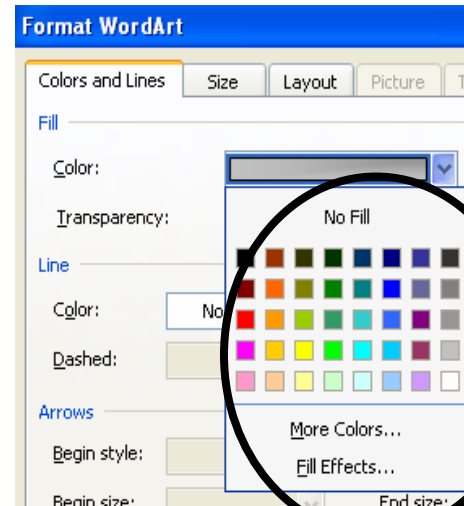 Format WordArt
Colors and Lines Size Layout Picture T
Fill
Color:
No Fill
Transparency:
Line
Color: No
Dashed:
Arrows
More Colors...
Begin style:
Fill Effects...
Begin size: End size: